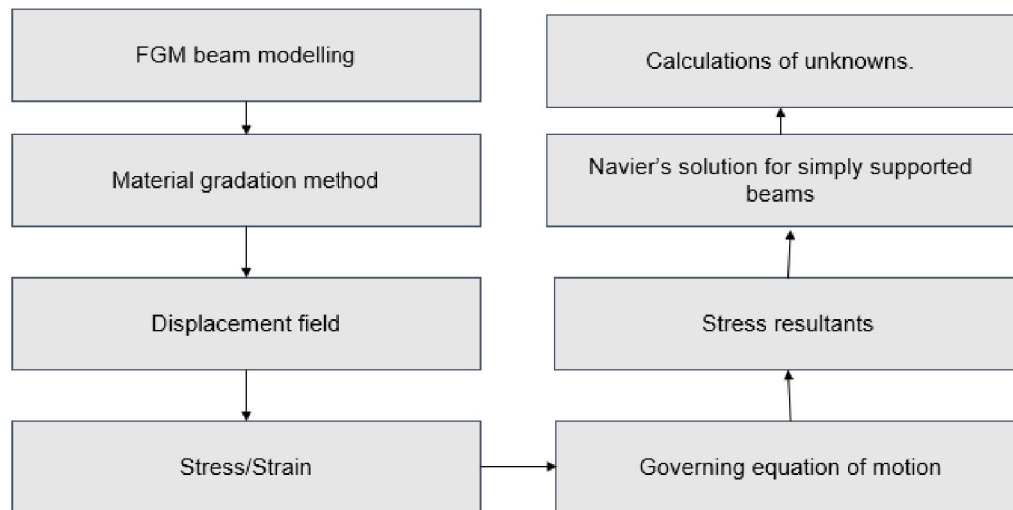 FGM beam modelling
Material gradation method
Displacement field
Stress/Strain
Governing equation of motion
Stress resultants
Navier’s solution for simply supported
beams
Calculations of unknowns.